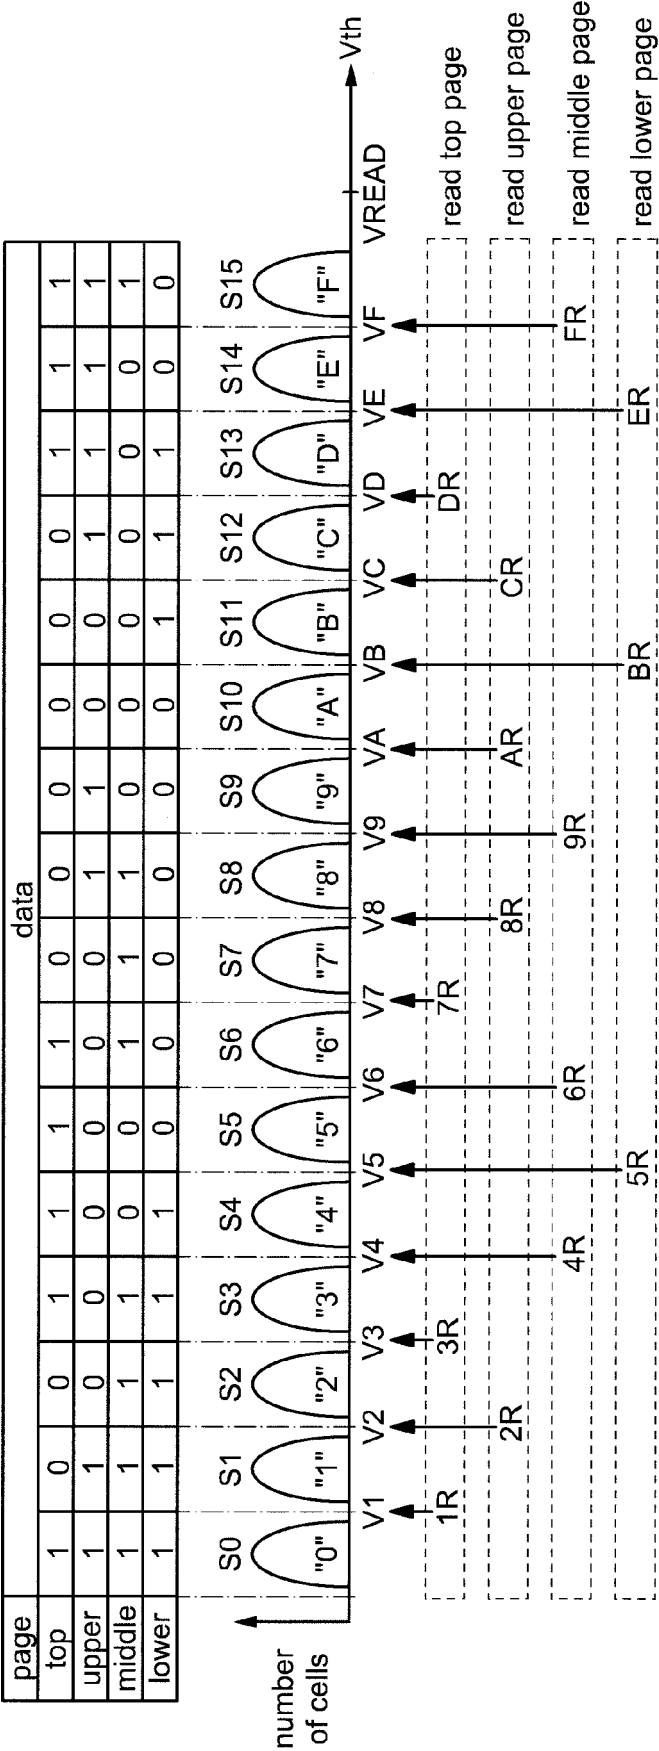 page data
top 1 0 0 1 1 1 1 0 0 0 0 0 0 1 1 1
upper 1 1 0 0 0 0 0 0 1 1 0 0 1 1 1 1
middle 1 1 1 1 0 0 1 1 1 0 0 0 0 0 0 1
lower 1 1 1 1 1 0 0 0 0 0 0 1 1 1 0 0
S0 S1 S2 S3 S4 S5 S6 S7 S8 S9 S10 S11 S12 S13 S14 S15
number
of cells
"0" "1" "2" "3" "4" "5" "6" "7" "8" "9" "A" "B" "C" "D" "E" "F"
Vth
V1 V2 V3 V4 V5 V6 V7 V8 V9 VA VB VC VD VE VF VREAD
1R 3R 7R DR read top page
2R 8R AR CR read upper page
4R 6R 9R FR read middle page
5R BR ER read lower page